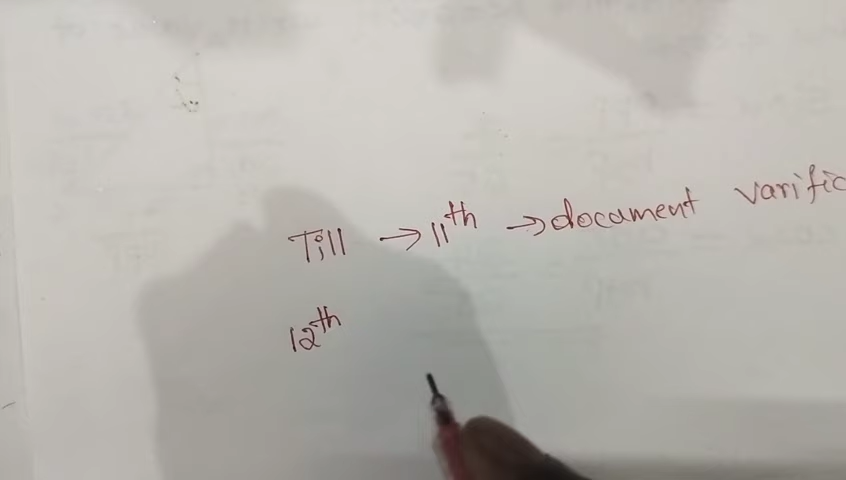 Till → 11th → document varific
12th